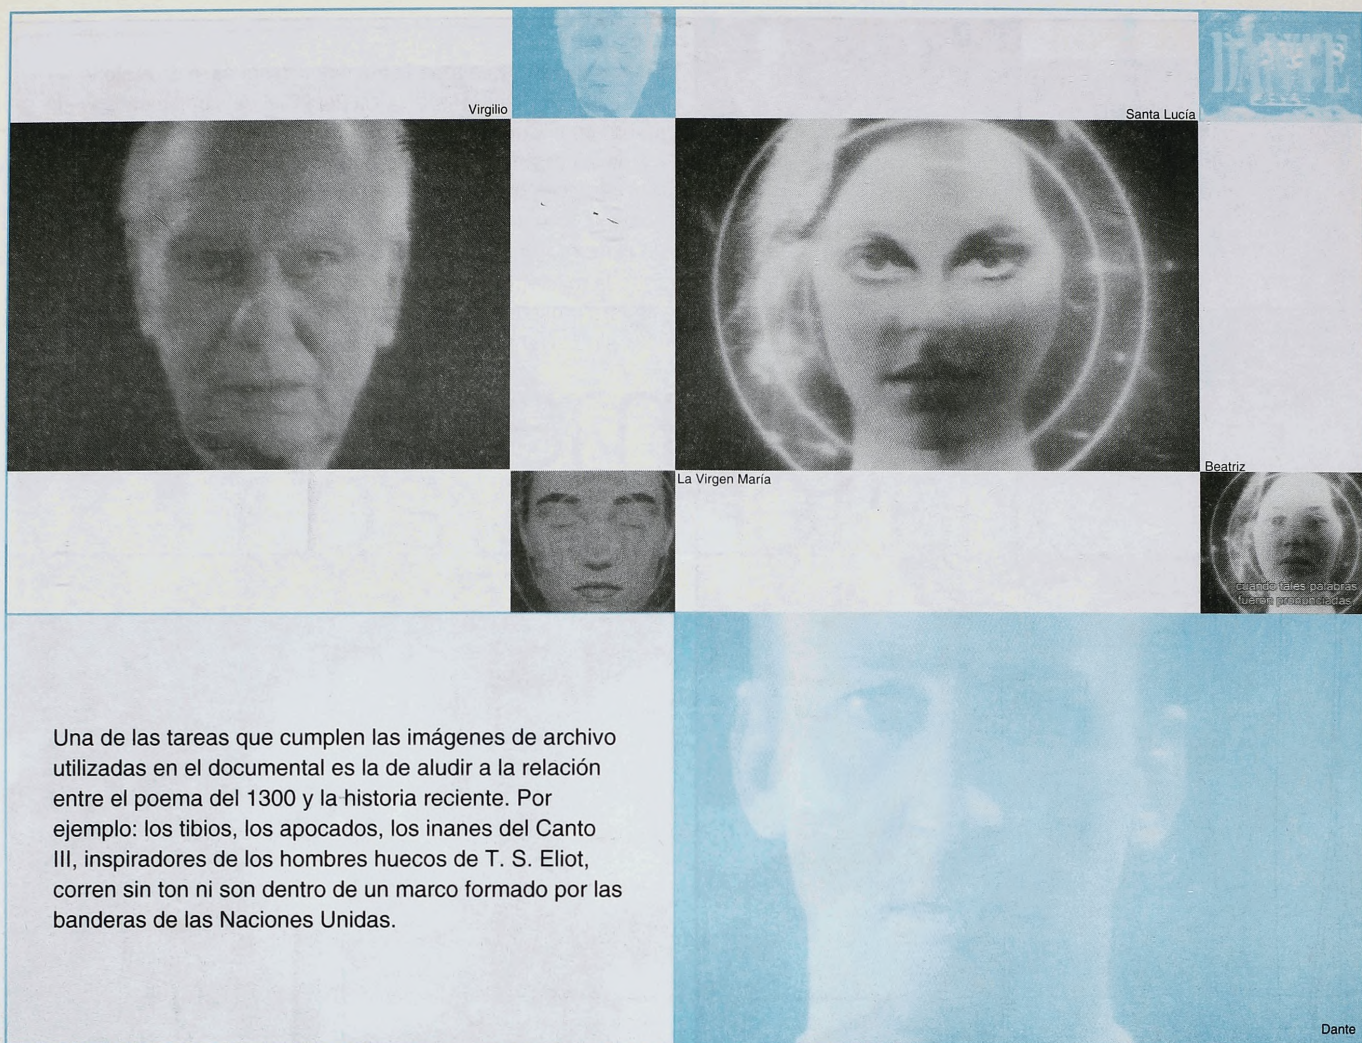 Virgilio
Santa Lucía
DANTE
La Virgen María
Beatriz
cuando tales palabras
fueron pronunciadas
Una de las tareas que cumplen las imágenes de archivo
utilizadas en el documental es la de aludir a la relación
entre el poema del 1300 y la historia reciente. Por
ejemplo: los tibios, los apocados, los inanes del Canto
III, inspiradores de los hombres huecos de T. S. Eliot,
corren sin ton ni son dentro de un marco formado por las
banderas de las Naciones Unidas.
Dante